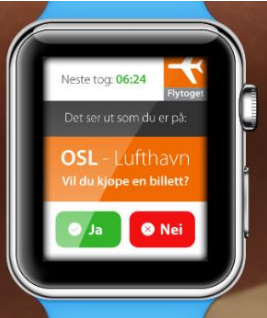 Neste tog: 06:24
Flytoget
Det ser ut som du er på:
OSL - Lufthavn
Vil du kjøpe en billett?
Ja
Nei